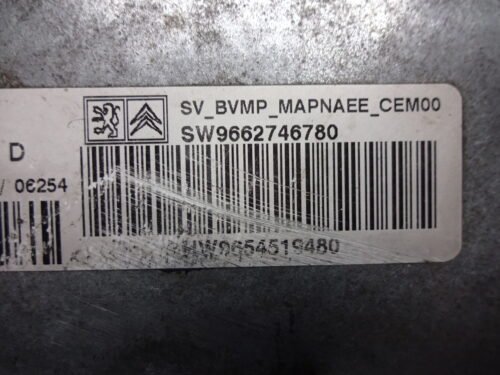 SV_BVMP_MAPNAEE_CEM00
SW9662746780
D
/ 06254
HW9654519480